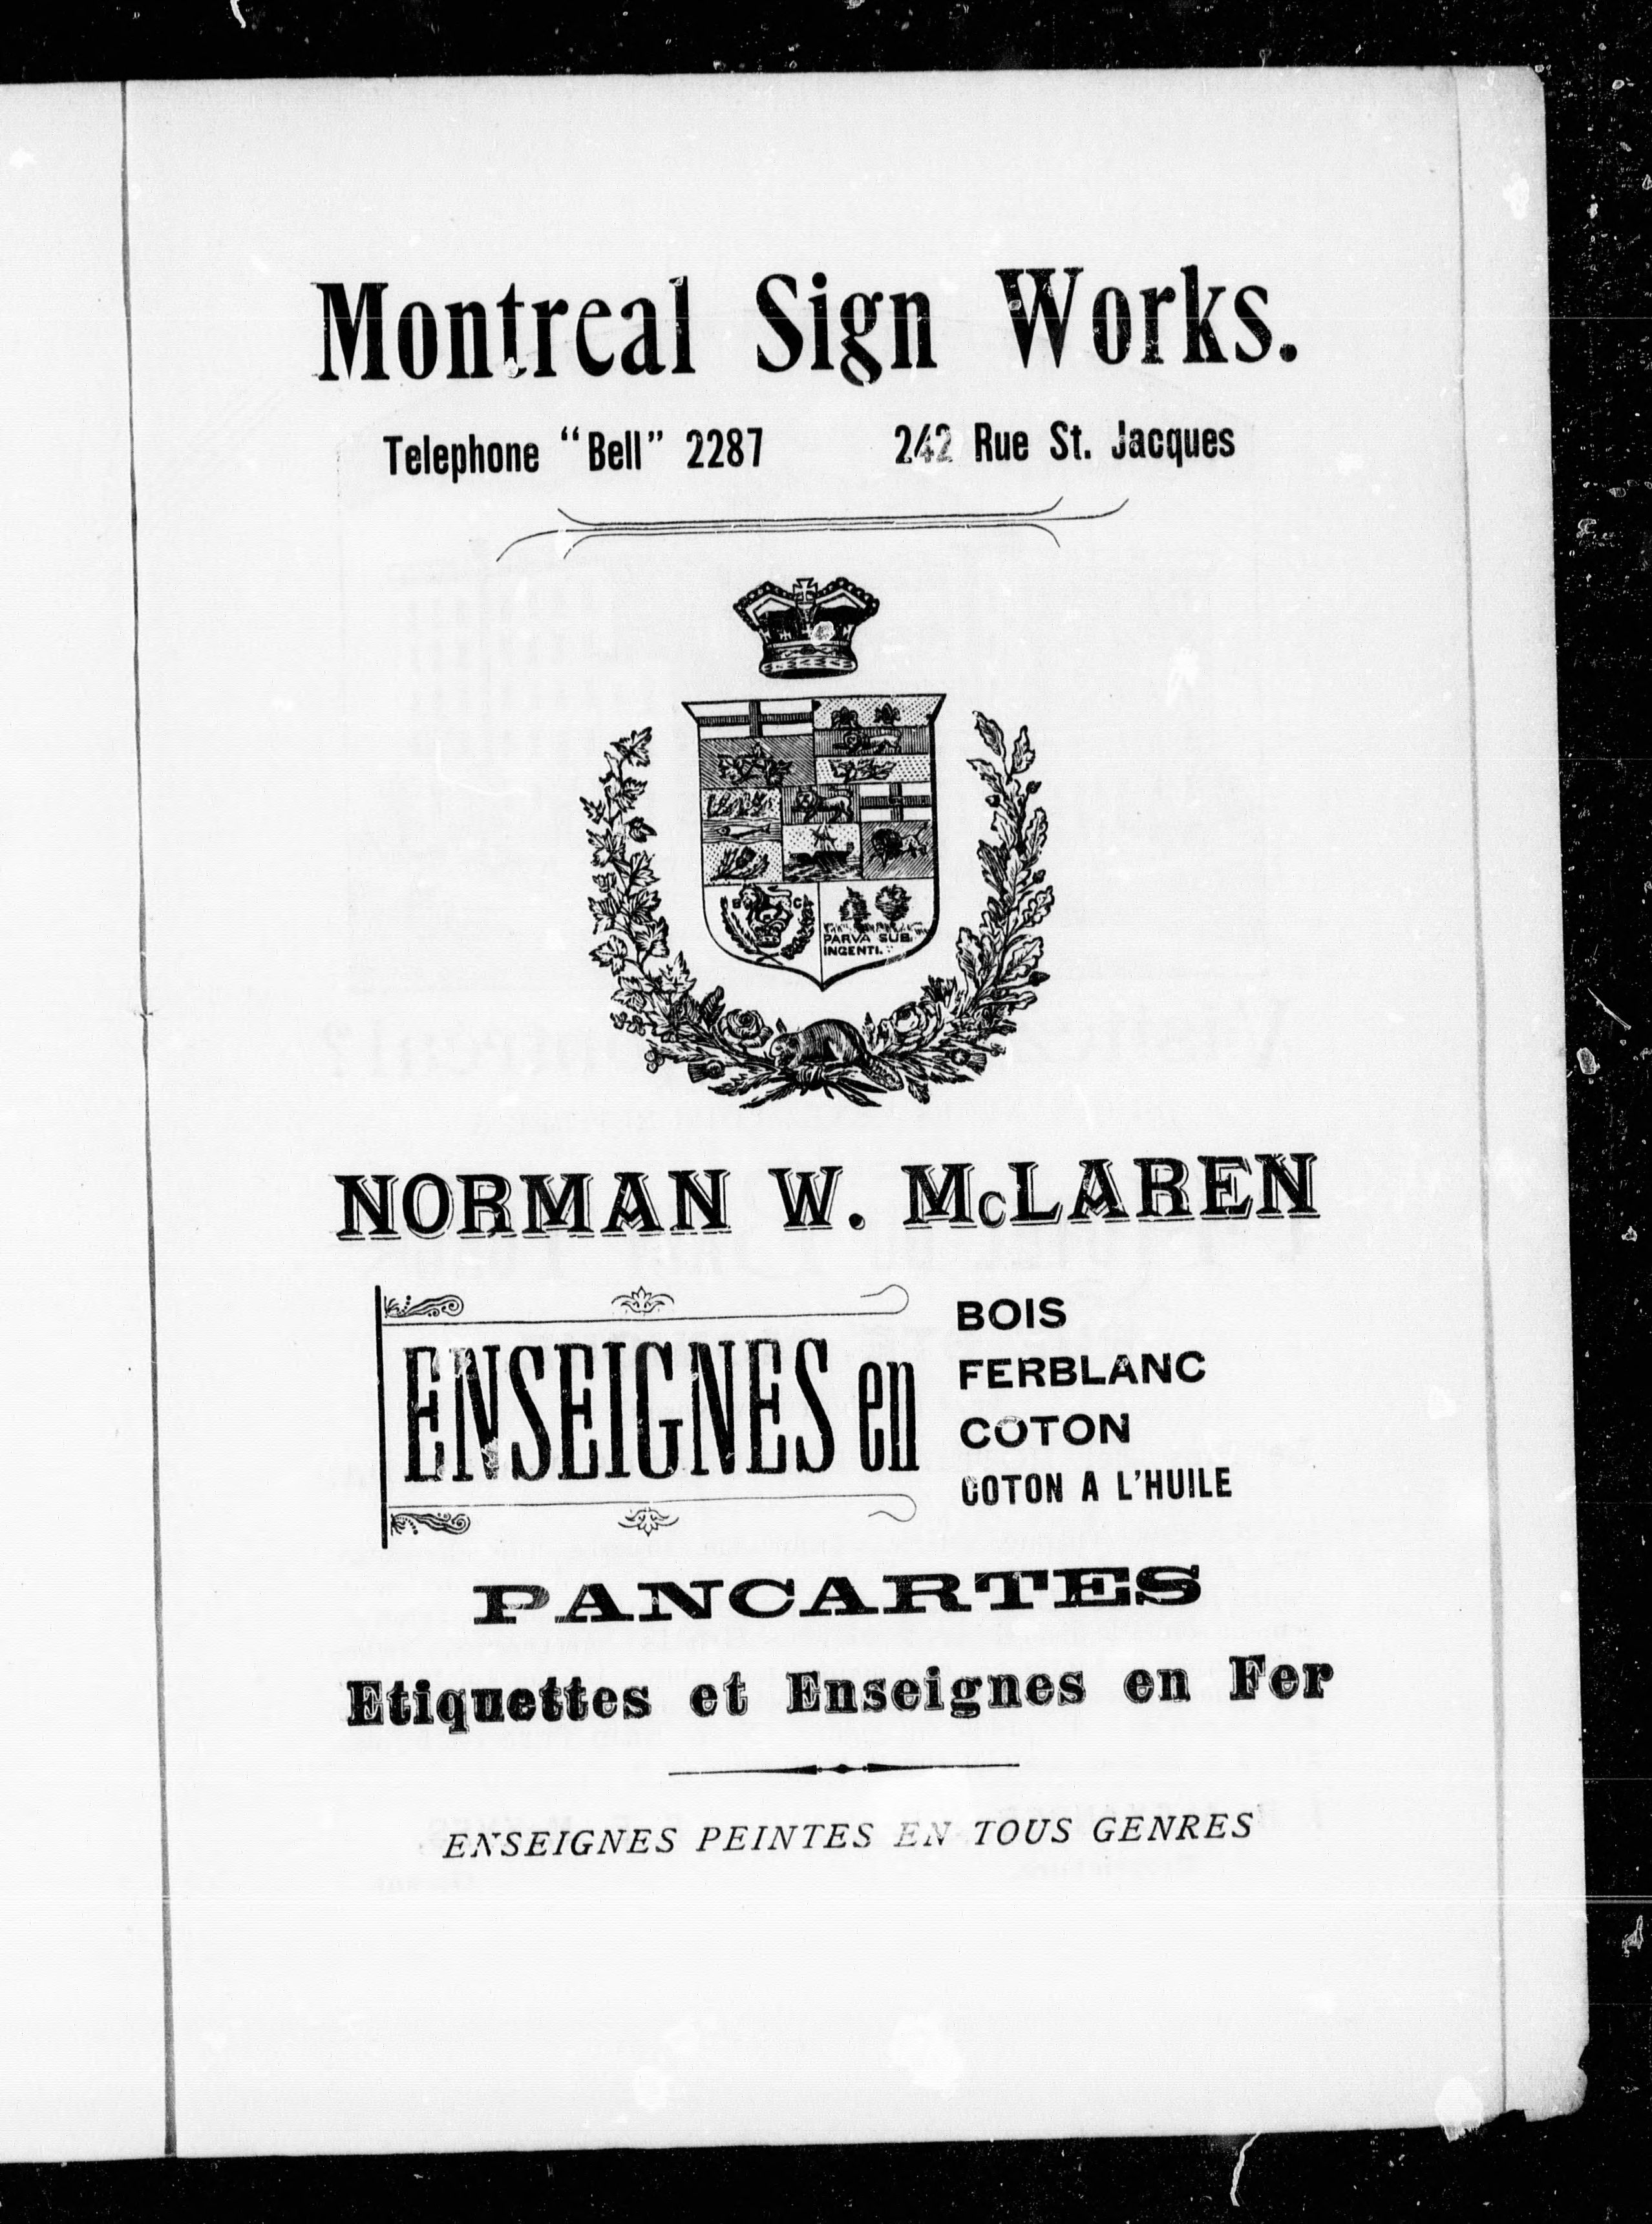 Montreal Sign Works.
Telephone "Bell" 2287 242 Rue St. Jacques
B C
PARVA SUB
INGENTI.
NORMAN W. McLAREN
ENSEIGNES en
BOIS
FERBLANC
COTON
COTON A L'HUILE
PANCARTES
Etiquettes et Enseignes en Fer
ENSEIGNES PEINTES EN TOUS GENRES